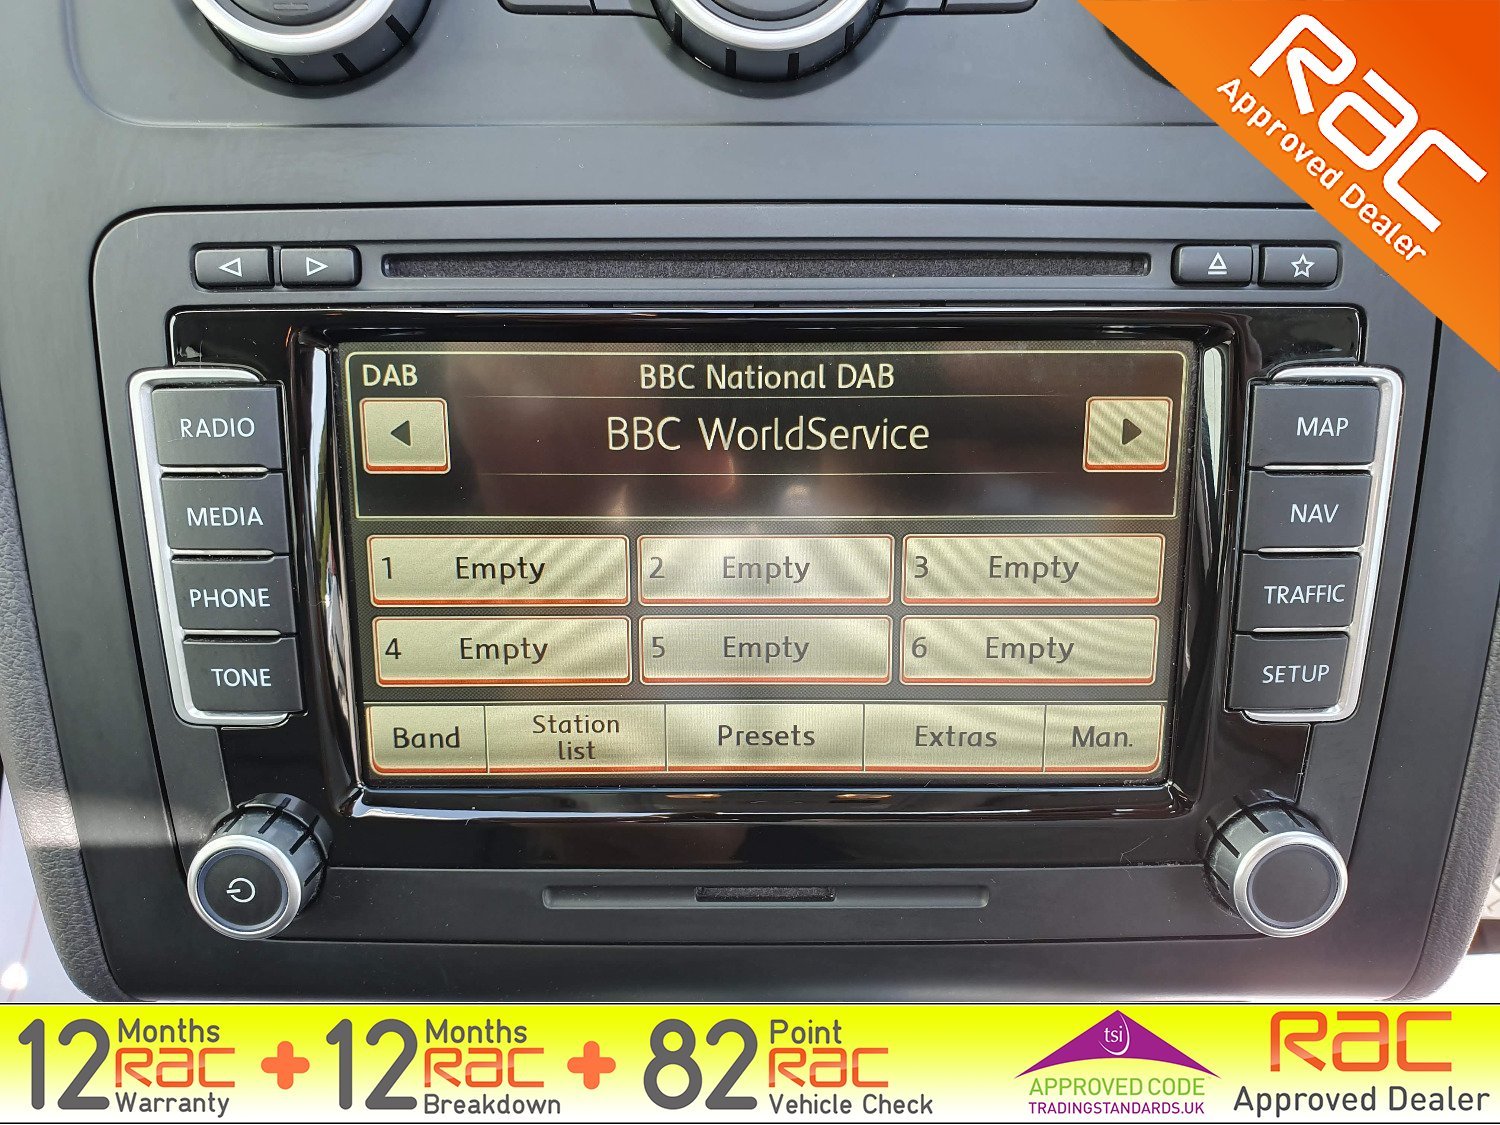 RAC
Approved Dealer
DAB
BBC National DAB
BBC WorldService
1 Empty
2 Empty
3 Empty
4 Empty
5 Empty
6 Empty
Band
Station
list
Presets
Extras
Man.
RADIO
MEDIA
PHONE
TONE
MAP
NAV
TRAFFIC
SETUP
12 Months
RAC
Warranty
+
12 Months
RAC
Breakdown
+
82 Point
RAC
Vehicle Check
tsi
APPROVED CODE
TRADINGSTANDARDS.UK
RAC
Approved Dealer